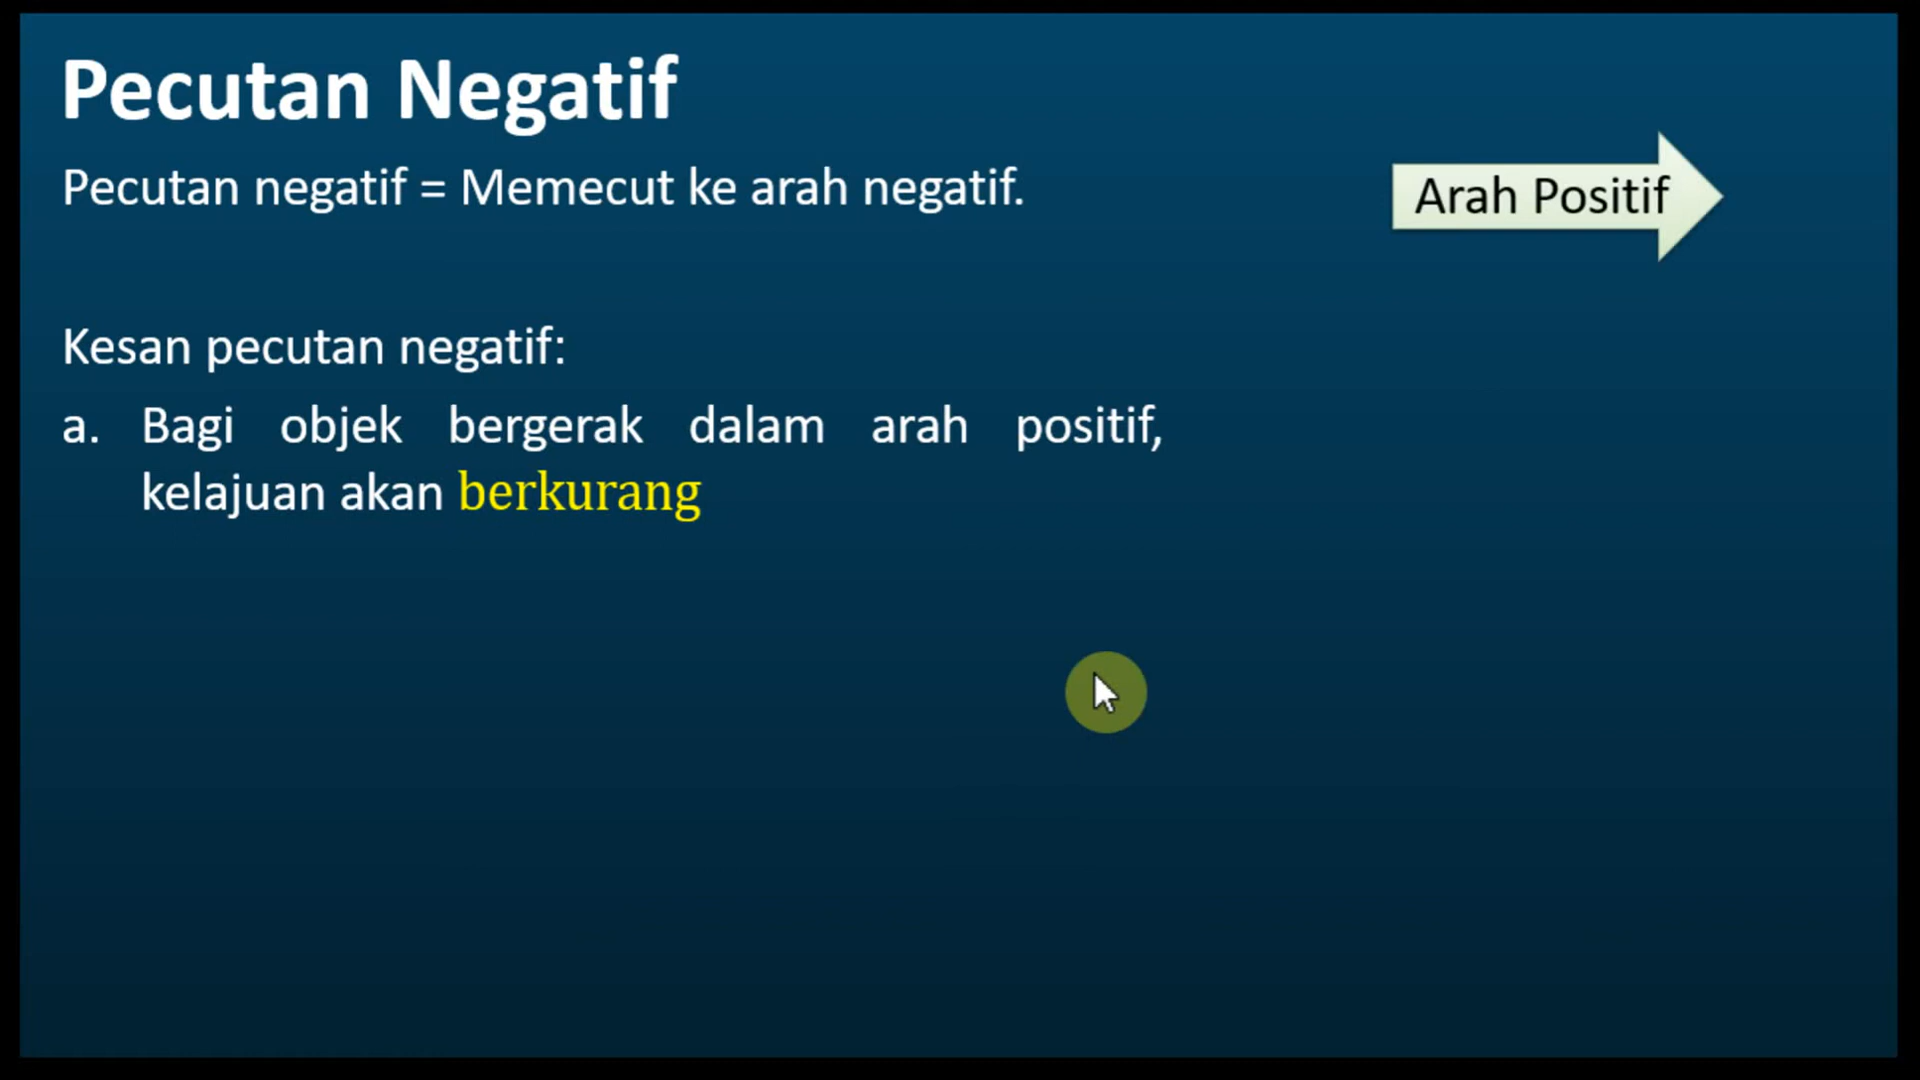 Pecutan Negatif
Pecutan negatif = Memecut ke arah negatif.
Arah Positif
Kesan pecutan negatif:
a. Bagi objek bergerak dalam arah positif,
kelajuan akan berkurang